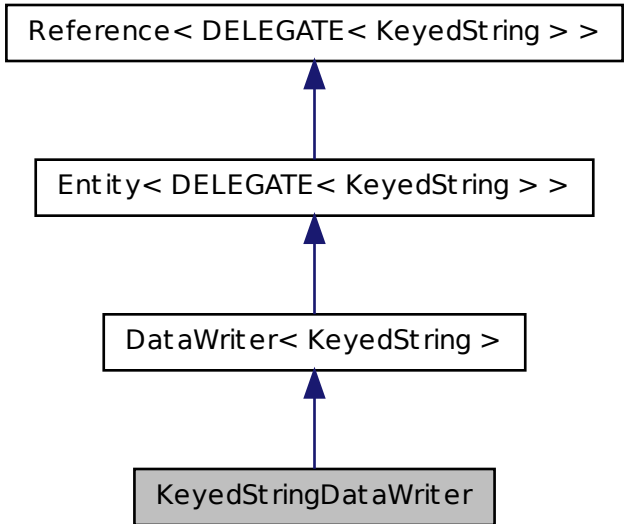 Reference< DELEGATE< KeyedString > >
Entity< DELEGATE< KeyedString > >
DataWriter< KeyedString >
KeyedStringDataWriter